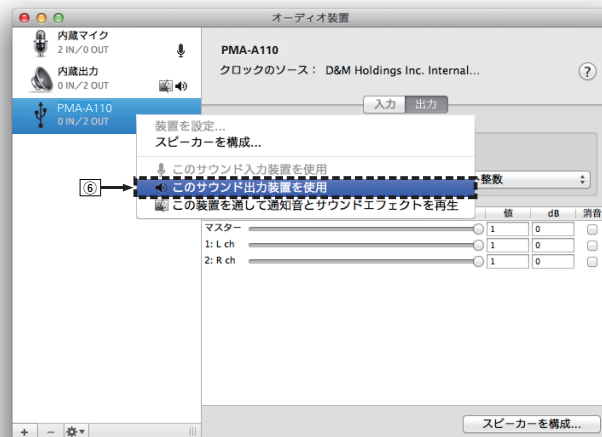 オーディオ装置
内蔵マイク
2 IN／0 OUT
内蔵出力
0 IN／2 OUT
PMA-A110
0 IN／2 OUT
PMA-A110
クロックのソース： D&M Holdings Inc. Internal...
?
入力 出力
装置を設定...
スピーカーを構成...
このサウンド入力装置を使用
⑥ このサウンド出力装置を使用
この装置を通して通知音とサウンドエフェクトを再生
整数
値 dB 消音
マスター 1 0
1: L ch 1 0
2: R ch 1 0
スピーカーを構成...